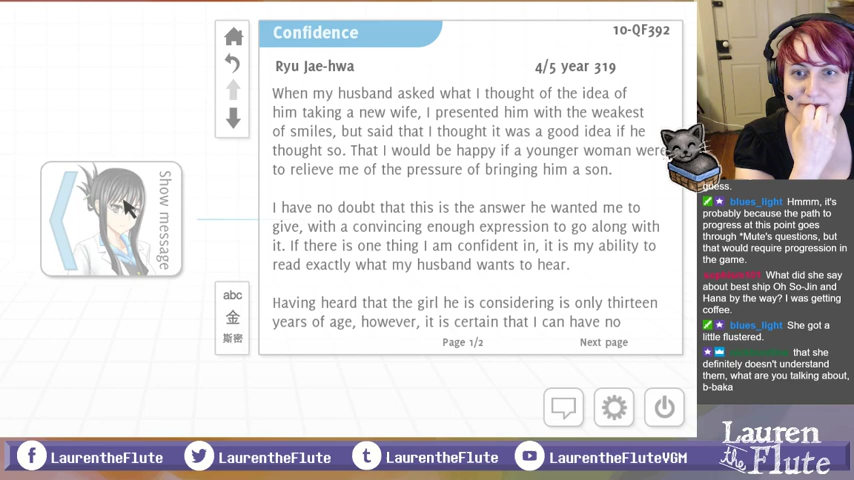 Confidence
10-QF392
Ryu Jae-hwa
4/5 year 319
When my husband asked what I thought of the idea of
him taking a new wife, I presented him with the weakest
of smiles, but said that I thought it was a good idea if he
thought so. That I would be happy if a younger woman were
to relieve me of the pressure of bringing him a son.
I have no doubt that this is the answer he wanted me to
give, with a convincing enough expression to go along with
it. If there is one thing I am confident in, it is my ability to
read exactly what my husband wants to hear.
Having heard that the girl he is considering is only thirteen
years of age, however, it is certain that I can have no
Page 1/2
Next page
Show message
abc
金
斯密
guess.
blues_light Hmmm, it's
probably because the path to
progress at this point goes
through *Mute's questions, but
that would require progression in
the game.
What did she say
about best ship Oh So-Jin and
Hana by the way? I was getting
coffee.
blues_light She got a
little flustered.
that she
definitely doesn't understand
them, what are you talking about,
b-baka
LaurentheFlute
LaurentheFlute
LaurentheFlute
LaurentheFluteVGM
Lauren
the Flute